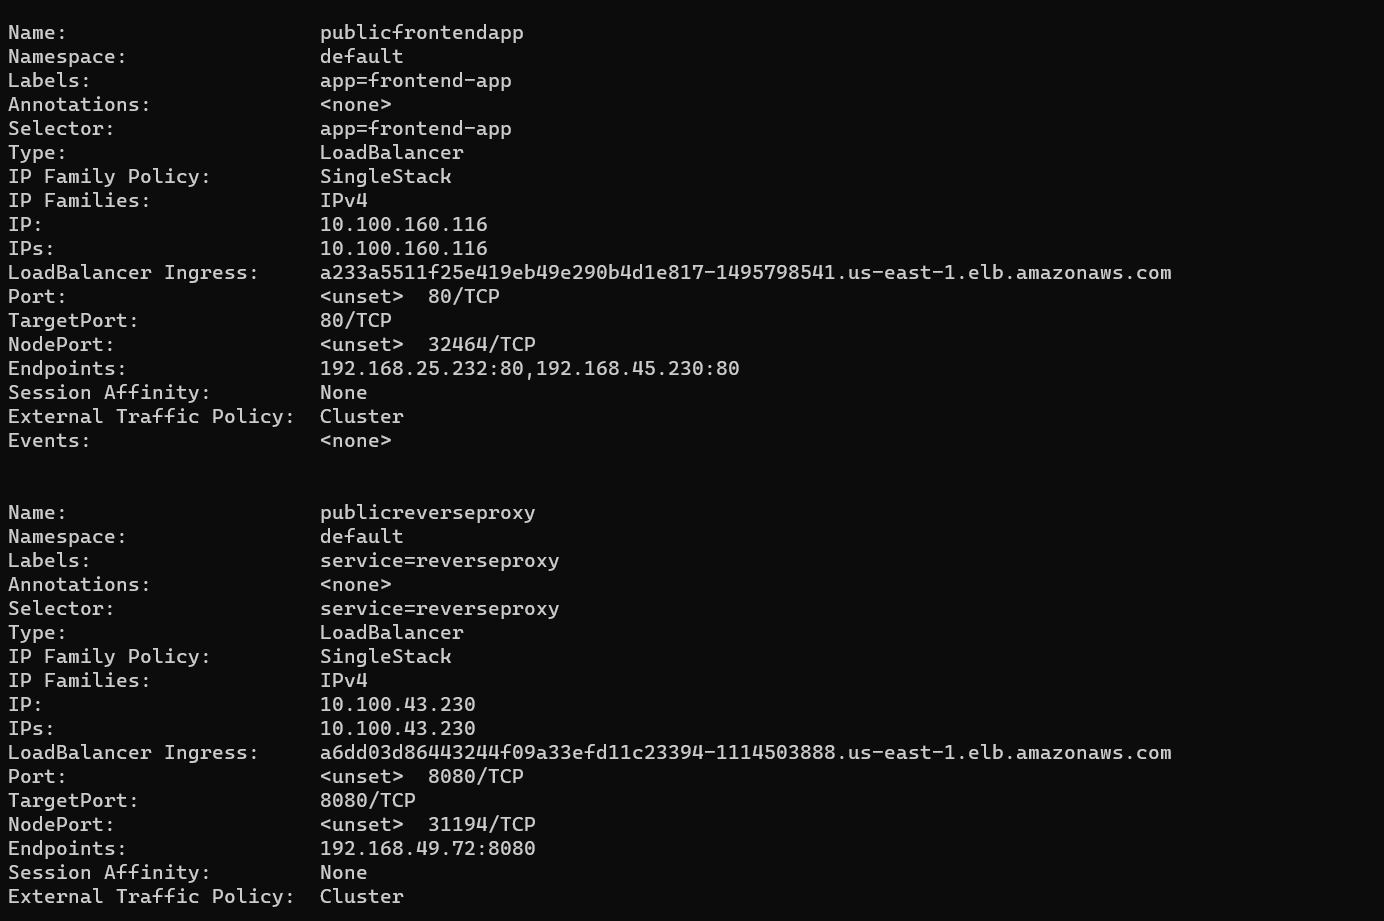 Name:                     publicfrontendapp
Namespace:                default
Labels:                   app=frontend-app
Annotations:              <none>
Selector:                 app=frontend-app
Type:                     LoadBalancer
IP Family Policy:         SingleStack
IP Families:              IPv4
IP:                       10.100.160.116
IPs:                      10.100.160.116
LoadBalancer Ingress:     a233a5511f25e419eb49e290b4d1e817-1495798541.us-east-1.elb.amazonaws.com
Port:                     <unset>  80/TCP
TargetPort:               80/TCP
NodePort:                 <unset>  32464/TCP
Endpoints:                192.168.25.232:80,192.168.45.230:80
Session Affinity:         None
External Traffic Policy:  Cluster
Events:                   <none>
Name:                     publicreverseproxy
Namespace:                default
Labels:                   service=reverseproxy
Annotations:              <none>
Selector:                 service=reverseproxy
Type:                     LoadBalancer
IP Family Policy:         SingleStack
IP Families:              IPv4
IP:                       10.100.43.230
IPs:                      10.100.43.230
LoadBalancer Ingress:     a6dd03d86443244f09a33efd11c23394-1114503888.us-east-1.elb.amazonaws.com
Port:                     <unset>  8080/TCP
TargetPort:               8080/TCP
NodePort:                 <unset>  31194/TCP
Endpoints:                192.168.49.72:8080
Session Affinity:         None
External Traffic Policy:  Cluster